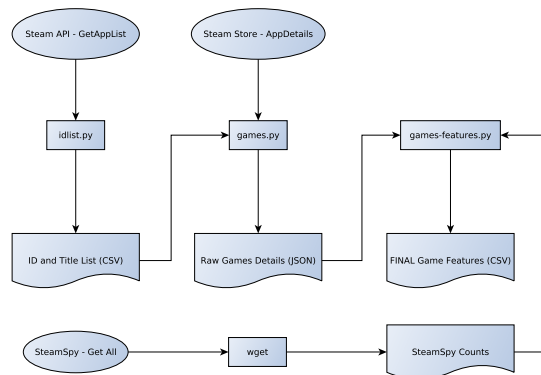 Steam API - GetAppList
Steam Store - AppDetails
idlist.py
games.py
games-features.py
ID and Title List (CSV)
Raw Games Details (JSON)
FINAL Game Features (CSV)
SteamSpy - Get All
wget
SteamSpy Counts